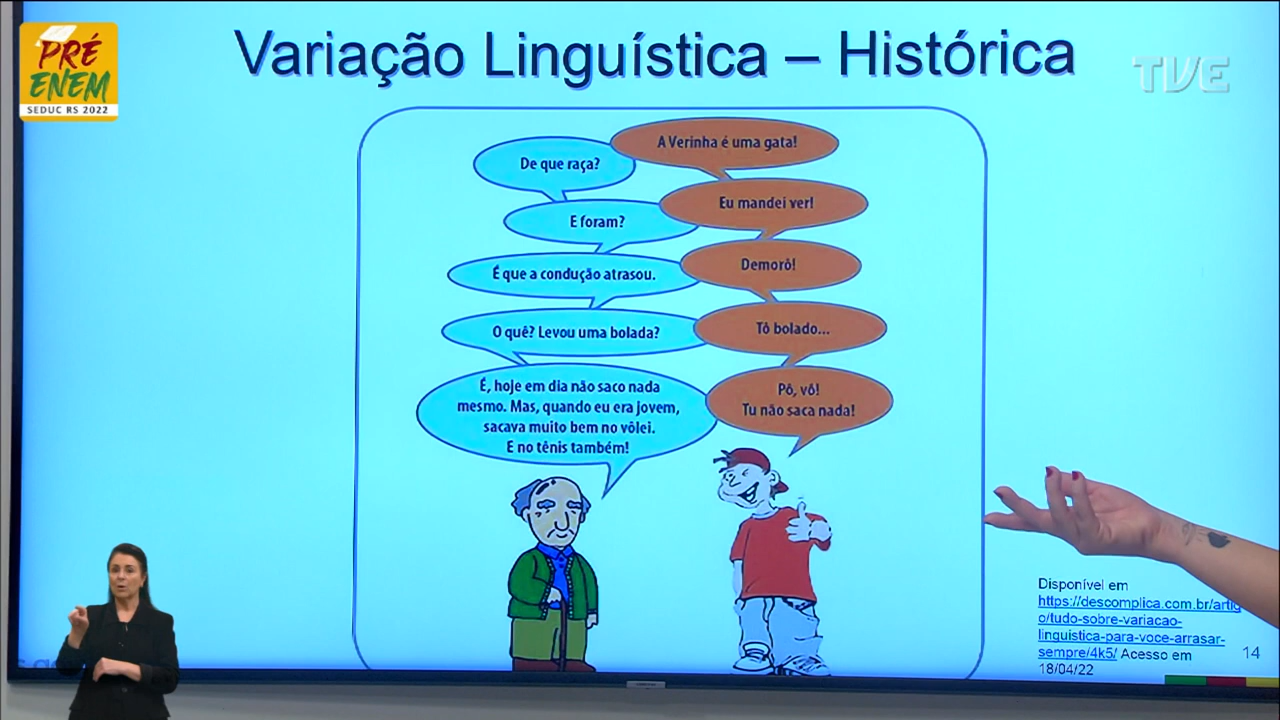 PRÉ
ENEM
SEDUC RS 2022
Variação Linguística – Histórica
TVE
A Verinha é uma gata!
De que raça?
Eu mandei ver!
E foram?
Demorô!
É que a condução atrasou.
Tô bolado...
O quê? Levou uma bolada?
Pô, vô!
Tu não saca nada!
É, hoje em dia não saco nada
mesmo. Mas, quando eu era jovem,
sacava muito bem no vôlei.
E no tênis também!
Disponível em
https://descomplica.com.br/artig
o/tudo-sobre-variacao-
linguistica-para-voce-arrasar-
sempre/4k5/ Acesso em
18/04/22
14